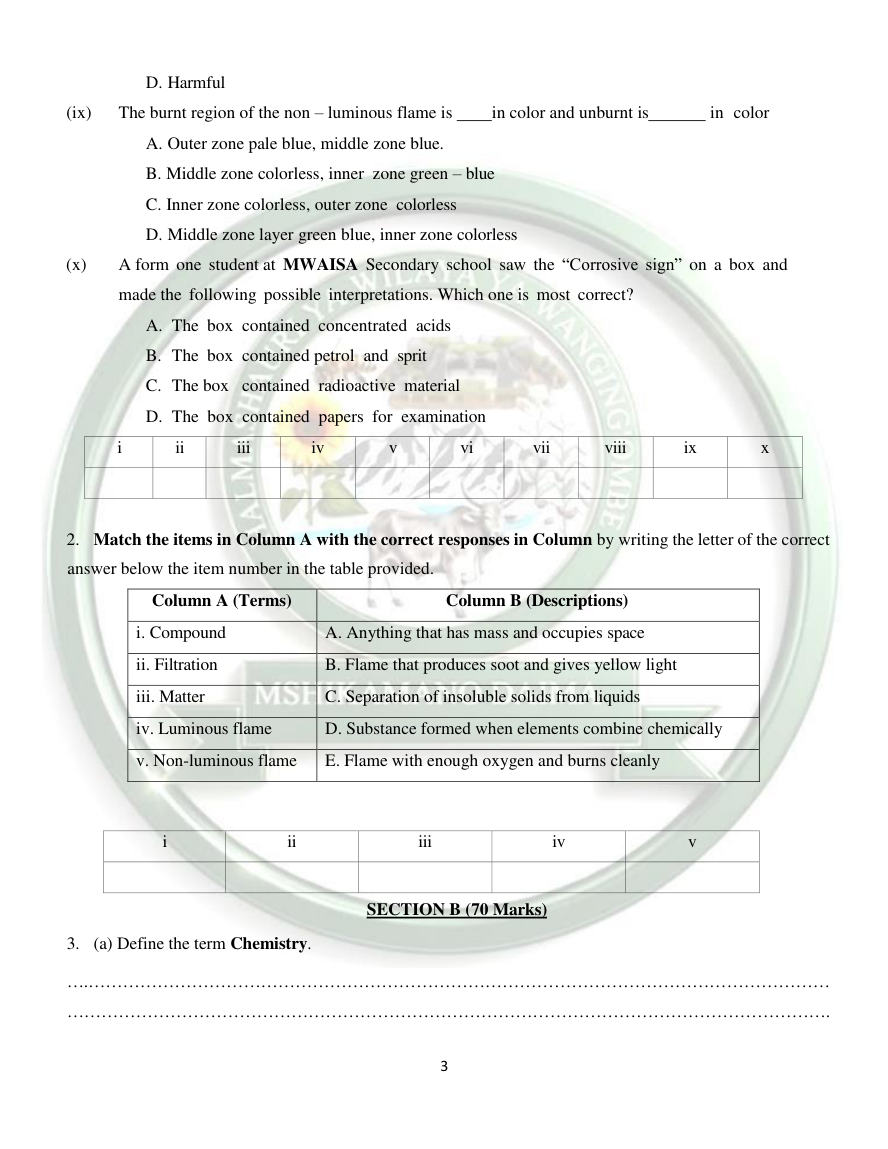 D. Harmful
(ix) The burnt region of the non – luminous flame is ____in color and unburnt is_______ in color
A. Outer zone pale blue, middle zone blue.
B. Middle zone colorless, inner zone green – blue
C. Inner zone colorless, outer zone colorless
D. Middle zone layer green blue, inner zone colorless
(x) A form one student at MWAISA Secondary school saw the “Corrosive sign” on a box and
made the following possible interpretations. Which one is most correct?
A. The box contained concentrated acids
B. The box contained petrol and sprit
C. The box contained radioactive material
D. The box contained papers for examination
i ii iii iv v vi vii viii ix x
2. Match the items in Column A with the correct responses in Column by writing the letter of the correct
answer below the item number in the table provided.
Column A (Terms) Column B (Descriptions)
i. Compound A. Anything that has mass and occupies space
ii. Filtration B. Flame that produces soot and gives yellow light
iii. Matter C. Separation of insoluble solids from liquids
iv. Luminous flame D. Substance formed when elements combine chemically
v. Non-luminous flame E. Flame with enough oxygen and burns cleanly
i ii iii iv v
SECTION B (70 Marks)
3. (a) Define the term Chemistry.
………………………………………………………………………………………………………………………
……………………………………………………………………………………………………………………….
3